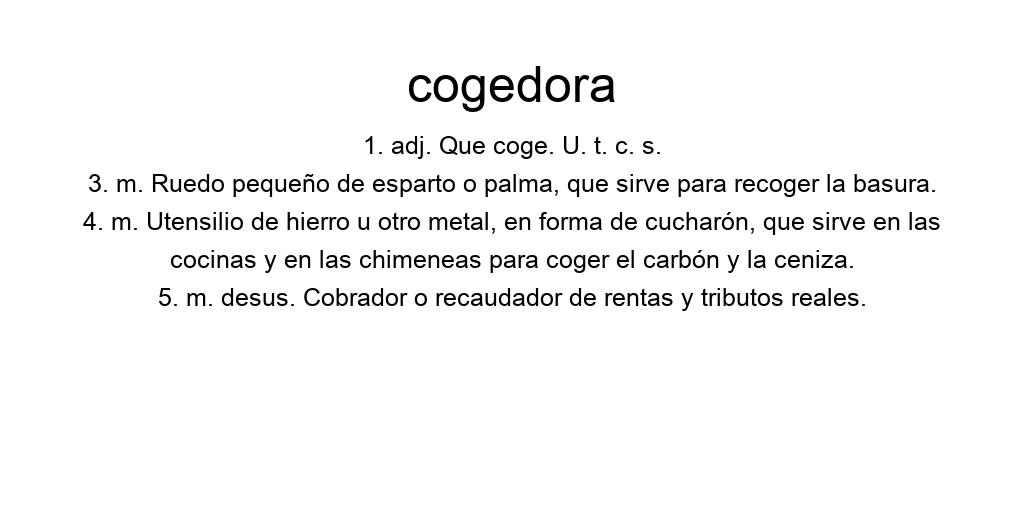 cogedora
1. adj. Que coge. U. t. c. s.
3. m. Ruedo pequeño de esparto o palma, que sirve para recoger la basura.
4. m. Utensilio de hierro u otro metal, en forma de cucharón, que sirve en las
cocinas y en las chimeneas para coger el carbón y la ceniza.
5. m. desus. Cobrador o recaudador de rentas y tributos reales.